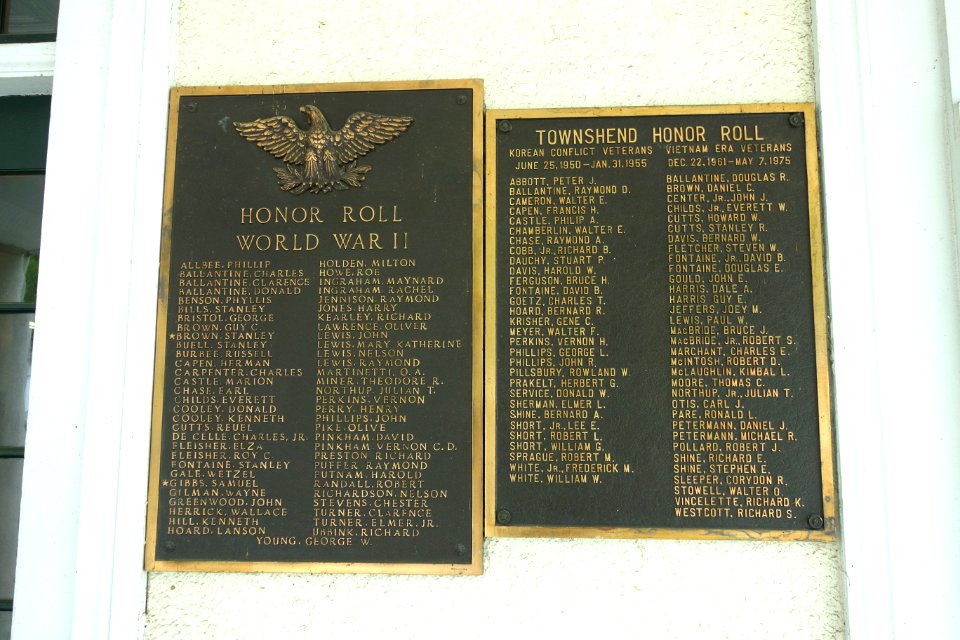 HONOR ROLL
WORLD WAR II
ALLBEE, PHILLIP
BALLANTINE, CHARLES
BALLANTINE, CLARENCE
BALLANTINE, DONALD
BENSON, PHYLLIS
BILLS, STANLEY
BRISTOL, GEORGE
BROWN, GUY C.
*BROWN, STANLEY
BUELL, STANLEY
BURBEE, RUSSELL
CAPEN, HERMAN
CARPENTER, CHARLES
CASTLE, MARION
CHASE, EARL
CHILDS, EVERETT
COOLEY, DONALD
COOLEY, KENNETH
CUTTS, REUEL
DE CELLE, CHARLES, JR.
FLEISHER, ELZA
FLEISHER, ROY C.
FONTAINE, STANLEY
GALE, WETZEL
*GIBBS, SAMUEL
GILMAN, WAYNE
GREENWOOD, JOHN
HERRICK, WALLACE
HILL, KENNETH
HOARD, LANSON
HOLDEN, MILTON
HOWE, ROE
INGRAHAM, MAYNARD
INGRAHAM, RACHEL
JENNISON, RAYMOND
JONES, HARRY
KEARLEY, RICHARD
LAWRENCE, OLIVER
LEWIS, JOHN
LEWIS, MARY KATHERINE
LEWIS, NELSON
LEWIS, RAYMOND
MARTINETTI, O. A.
MINER, THEODORE R.
NORTHUP, JULIAN T.
PERKINS, VERNON
PERRY, HENRY
PHILLIPS, JOHN
PIKE, OLIVE
PINKHAM, DAVID
PINKHAM, VERNON C.D.
PRESTON, RICHARD
PUFFER, RAYMOND
PUTNAM, HAROLD
RANDALL, ROBERT
RICHARDSON, NELSON
STEVENS, CHESTER
TURNER, CLARENCE
TURNER, ELMER, JR.
UBBINK, RICHARD
YOUNG, GEORGE W.
TOWNSHEND HONOR ROLL
KOREAN CONFLICT VETERANS
JUNE 25, 1950 - JAN. 31, 1955
ABBOTT, PETER J.
BALLANTINE, RAYMOND D.
CAMERON, WALTER E.
CAPEN, FRANCIS H.
CASTLE, PHILIP A.
CHAMBERLIN, WALTER E.
CHASE, RAYMOND A.
COBB, JR., RICHARD B.
DAUCHY, STUART P.
DAVIS, HAROLD W.
FERGUSON, BRUCE H.
FONTAINE, DAVID B.
GOETZ, CHARLES T.
HOARD, BERNARD R.
KRISHER, GENE C.
MEYER, WALTER F.
PERKINS, VERNON H.
PHILLIPS, GEORGE L.
PHILLIPS, JOHN R.
PILLSBURY, ROWLAND W.
PRAKELT, HERBERT G.
SERVICE, DONALD W.
SHERMAN, ELMER L.
SHINE, BERNARD A.
SHORT, JR., LEE E.
SHORT, ROBERT L.
SHORT, WILLIAM G.
SPRAGUE, ROBERT M.
WHITE, JR., FREDERICK M.
WHITE, WILLIAM W.
VIETNAM ERA VETERANS
DEC. 22, 1961 - MAY 7, 1975
BALLANTINE, DOUGLAS R.
BROWN, DANIEL C.
CENTER, JR., JOHN J.
CHILDS, JR., EVERETT W.
CUTTS, HOWARD W.
CUTTS, STANLEY R.
DAVIS, BERNARD W.
FLETCHER, STEVEN W.
FONTAINE, JR., DAVID B.
FONTAINE, DOUGLAS E.
GOULD, JOHN E.
HARRIS, DALE A.
HARRIS, GUY E.
JEFFERS, JOEY M.
LEWIS, PAUL W.
MACBRIDE, BRUCE J.
MACBRIDE, JR., ROBERT S.
MARCHANT, CHARLES E.
MCINTOSH, ROBERT D.
MCLAUGHLIN, KIMBAL L.
MOORE, THOMAS C.
NORTHUP, JR., JULIAN T.
OTIS, CARL J.
PARE, RONALD L.
PETERMANN, DANIEL J.
PETERMANN, MICHAEL R.
POLLARD, ROBERT J.
SHINE, RICHARD E.
SHINE, STEPHEN E.
SLEEPER, CORYDON R.
STOWELL, WALTER O.
VINCELETTE, RICHARD K.
WESTCOTT, RICHARD S.